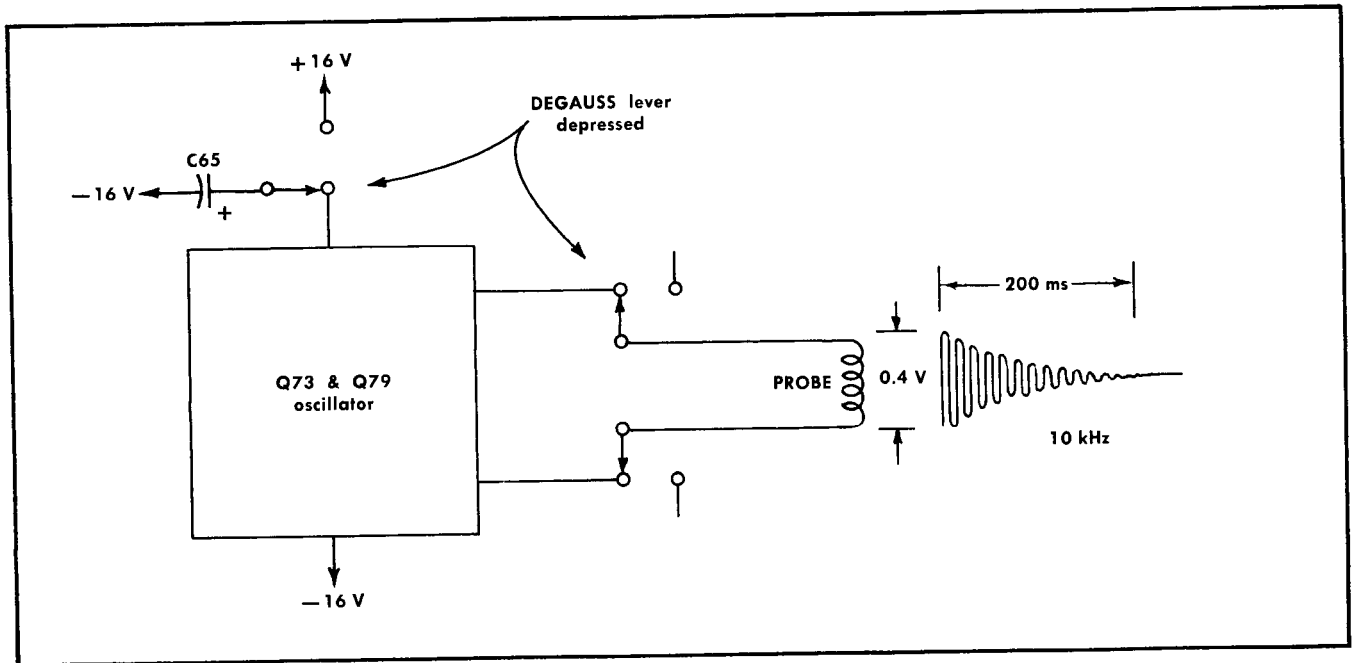 + 16 V
DEGAUSS lever
depressed
C65
— 16 V
+
200 ms
Q73 & Q79
oscillator
PROBE
0.4 V
10 kHz
— 16 V